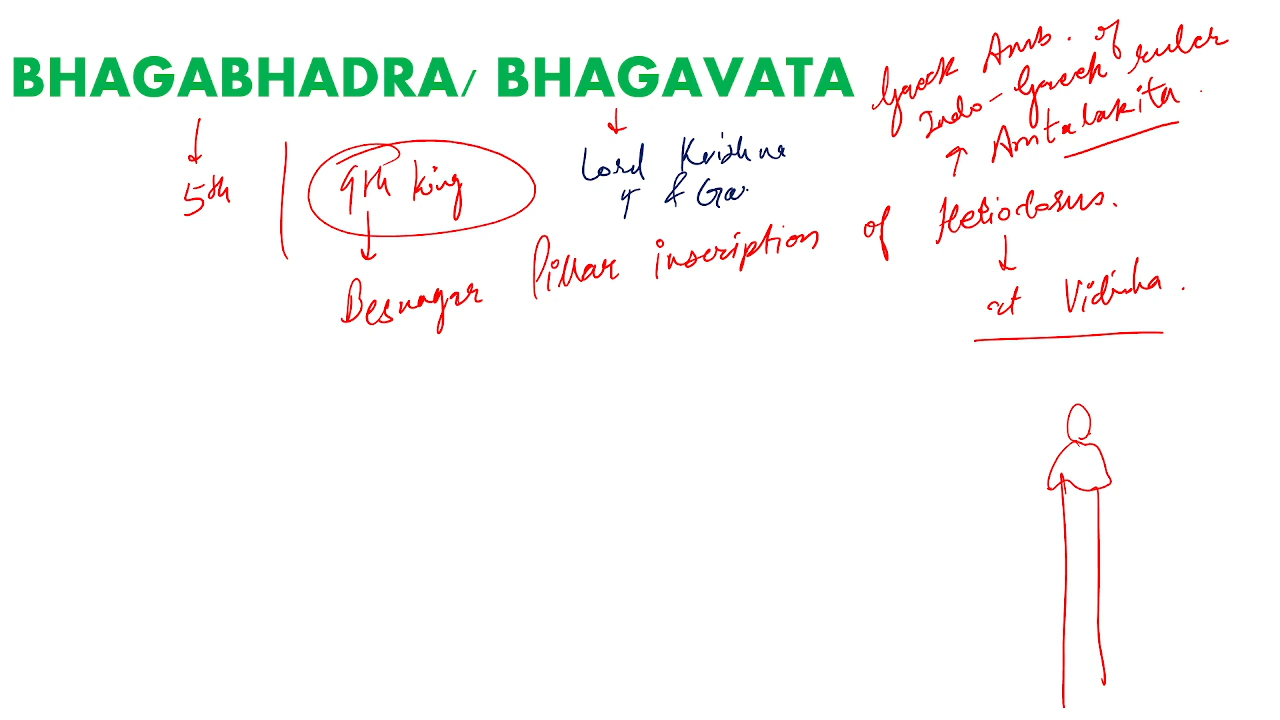 BHAGABHADRA/ BHAGAVATA
Greek Amb. of
Indo-Greek ruler
Antalakita.
5th
9th King
Lord Krishna
& Ga
Besnagar Pillar inscription of Heliodorus.
at Vidisha.